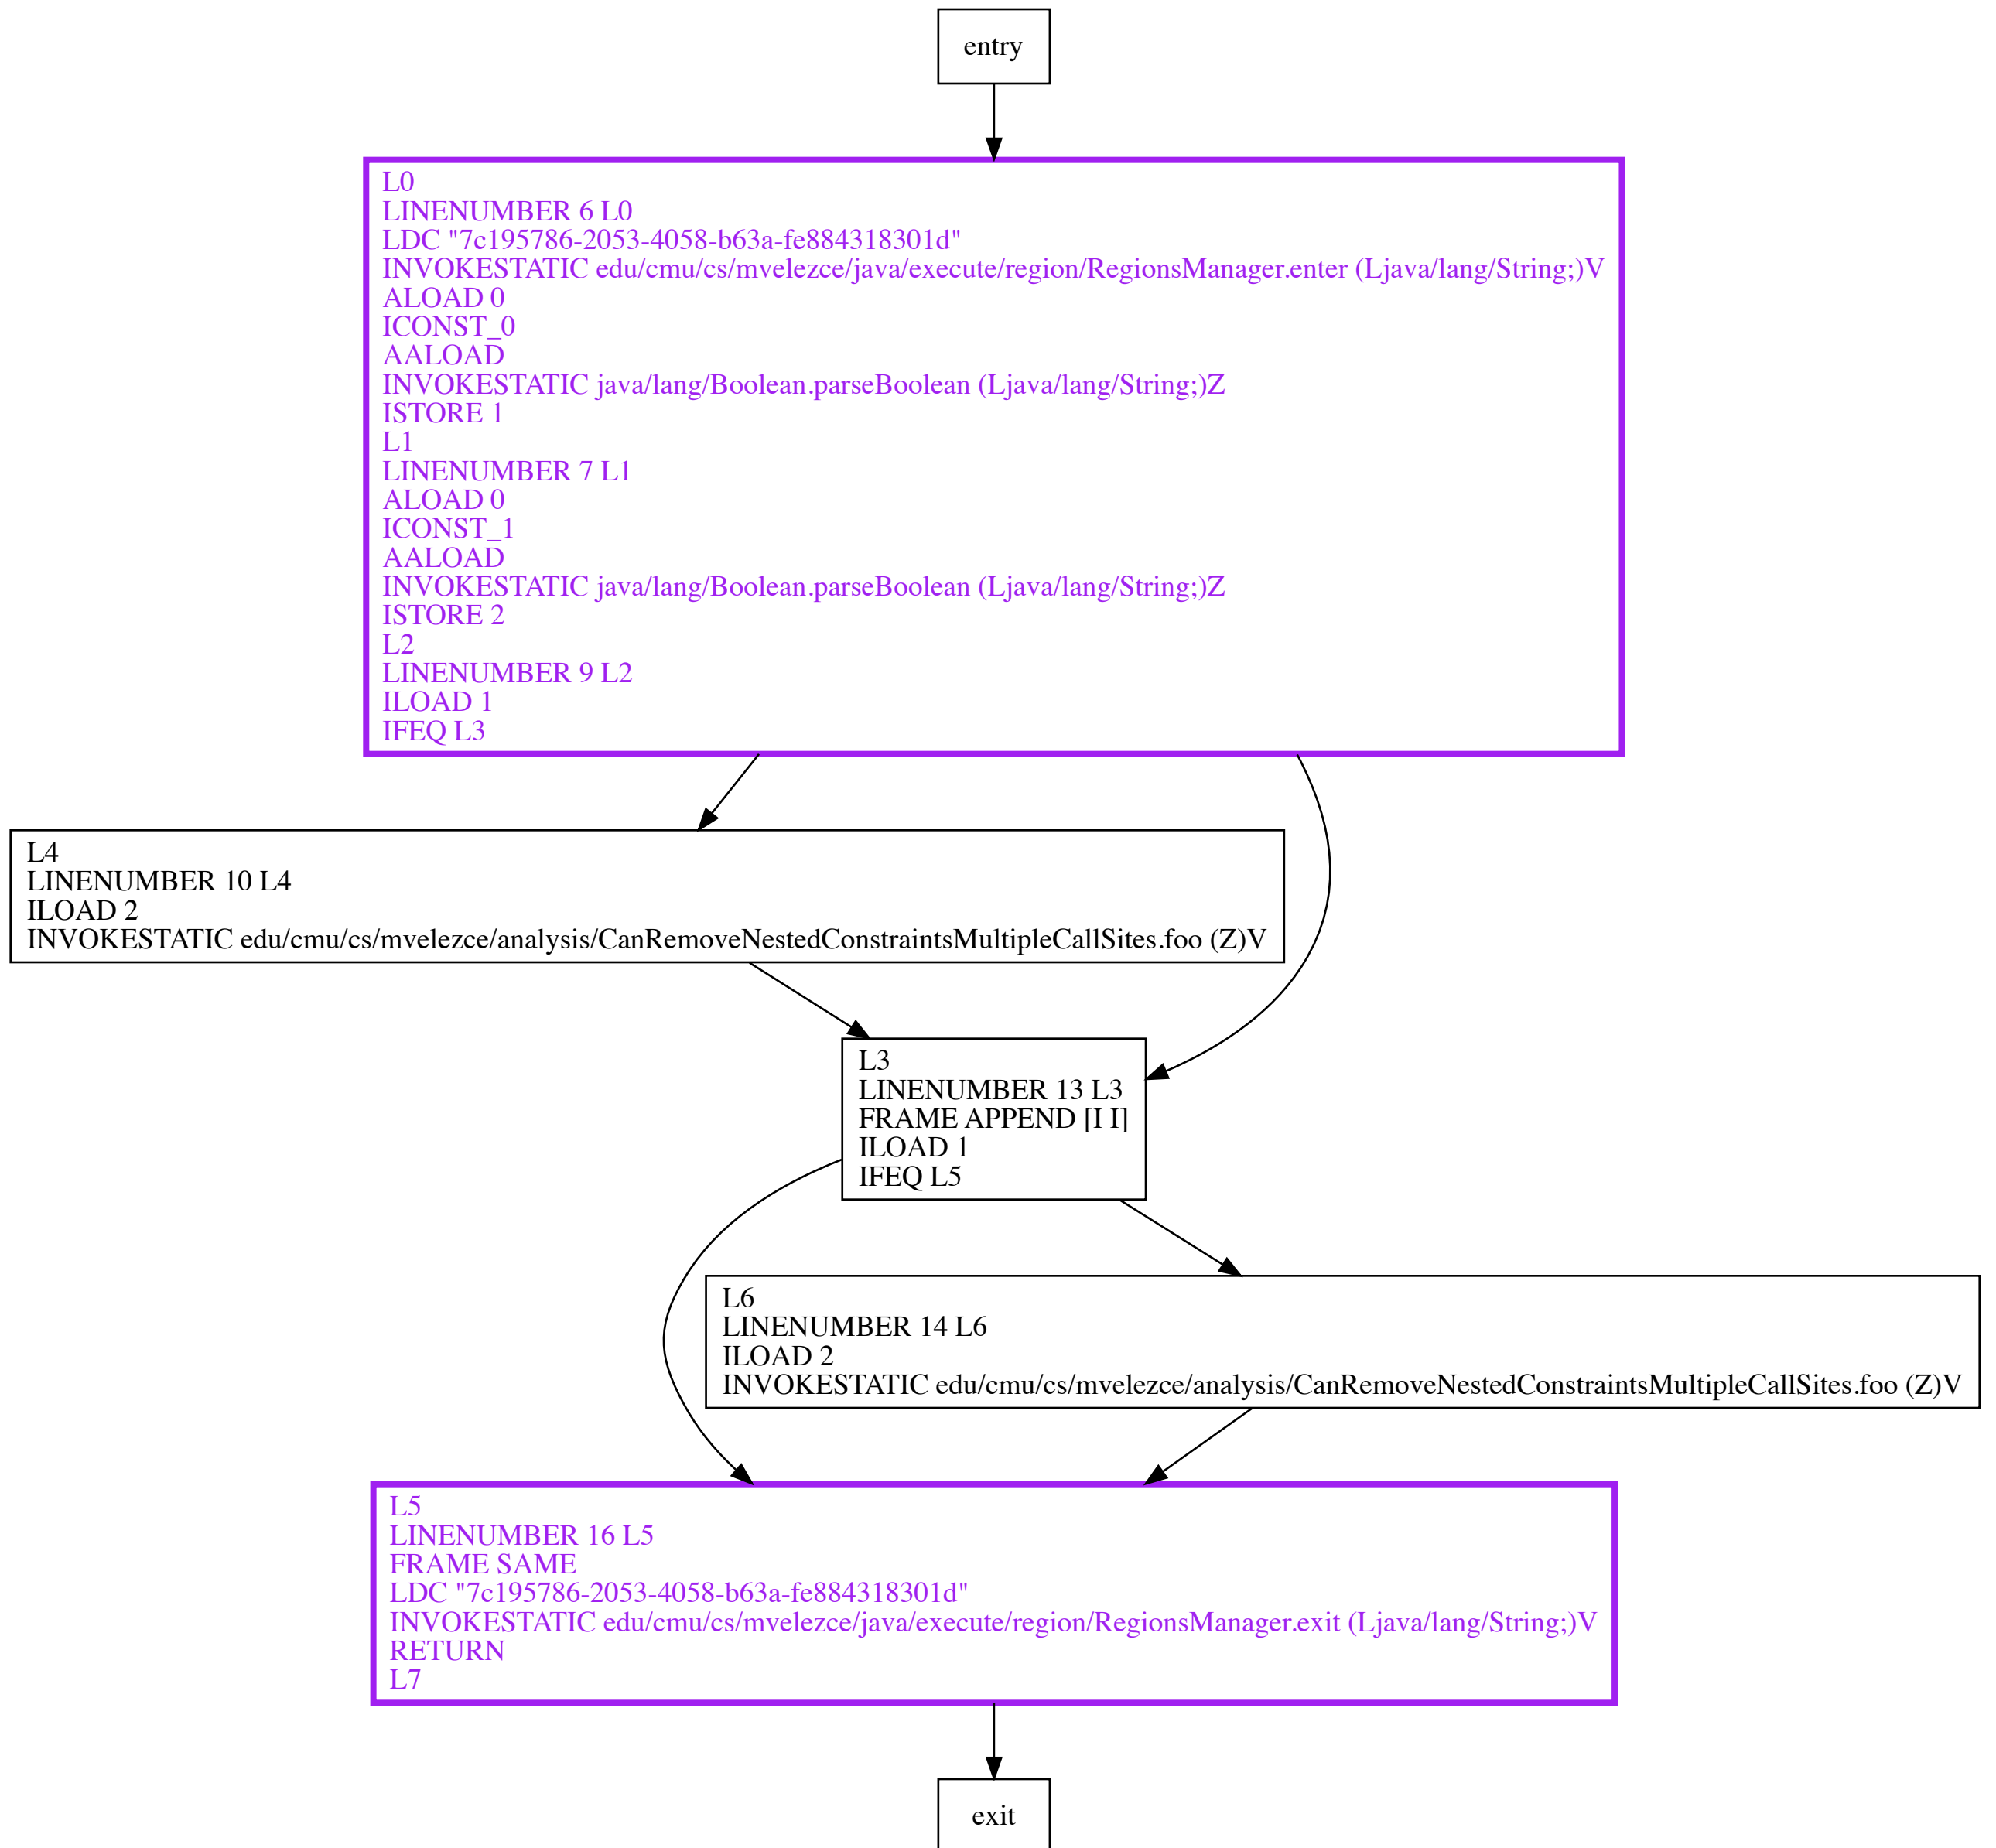 entry
L0
LINENUMBER 6 L0
LDC "7c195786-2053-4058-b63a-fe884318301d"
INVOKESTATIC edu/cmu/cs/mvelezce/java/execute/region/RegionsManager.enter (Ljava/lang/String;)V
ALOAD 0
ICONST_0
AALOAD
INVOKESTATIC java/lang/Boolean.parseBoolean (Ljava/lang/String;)Z
ISTORE 1
L1
LINENUMBER 7 L1
ALOAD 0
ICONST_1
AALOAD
INVOKESTATIC java/lang/Boolean.parseBoolean (Ljava/lang/String;)Z
ISTORE 2
L2
LINENUMBER 9 L2
ILOAD 1
IFEQ L3
L4
LINENUMBER 10 L4
ILOAD 2
INVOKESTATIC edu/cmu/cs/mvelezce/analysis/CanRemoveNestedConstraintsMultipleCallSites.foo (Z)V
L3
LINENUMBER 13 L3
FRAME APPEND [I I]
ILOAD 1
IFEQ L5
L6
LINENUMBER 14 L6
ILOAD 2
INVOKESTATIC edu/cmu/cs/mvelezce/analysis/CanRemoveNestedConstraintsMultipleCallSites.foo (Z)V
L5
LINENUMBER 16 L5
FRAME SAME
LDC "7c195786-2053-4058-b63a-fe884318301d"
INVOKESTATIC edu/cmu/cs/mvelezce/java/execute/region/RegionsManager.exit (Ljava/lang/String;)V
RETURN
L7
exit